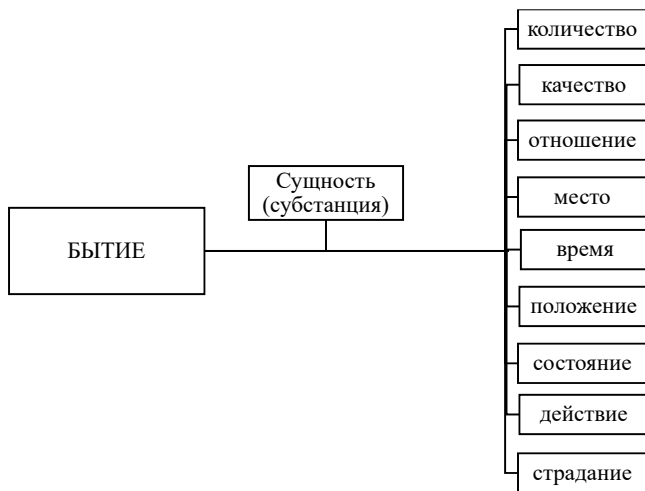 БЫТИЕ
Сущность
(субстанция)
количество
качество
отношение
место
время
положение
состояние
действие
страдание